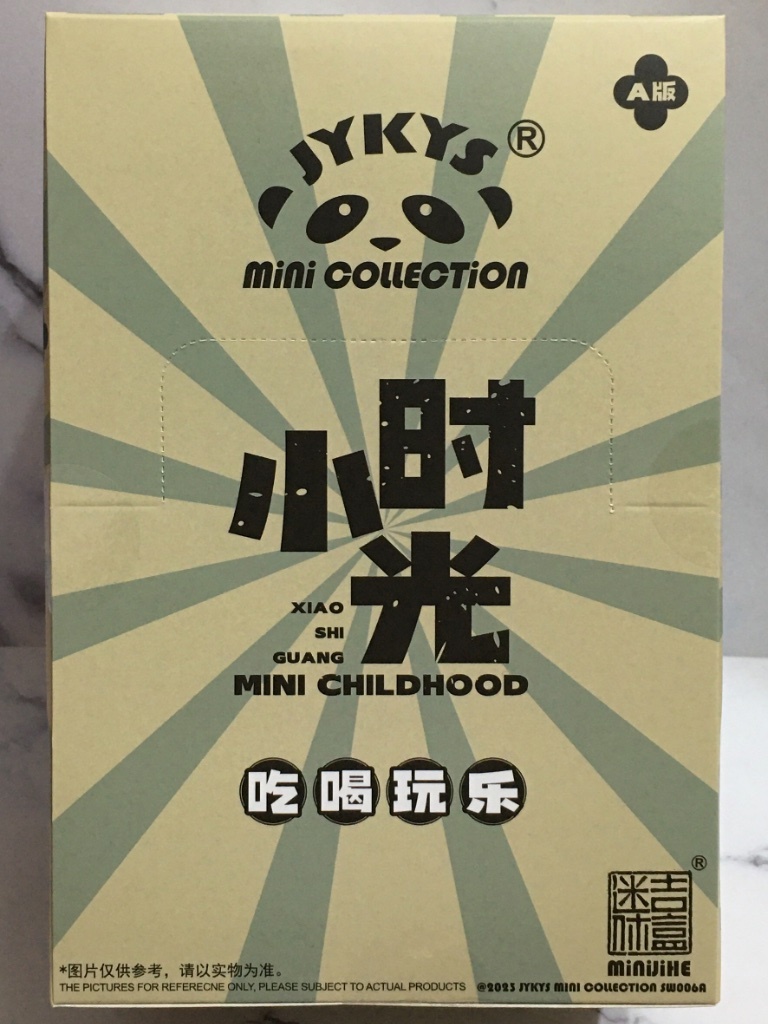 A版
JYKYS®
MiNi COLLECTiON
小时
光
XIAO
SHI
GUANG
MINI CHILDHOOD
吃喝玩乐
®
迷你吉盒
MiNiJiHE
*图片仅供参考，请以实物为准。
THE PICTURES FOR REFERECNE ONLY, PLEASE SUBJECT TO ACTUAL PRODUCTS
@2023 JYKYS MINI COLLECTION SW006A